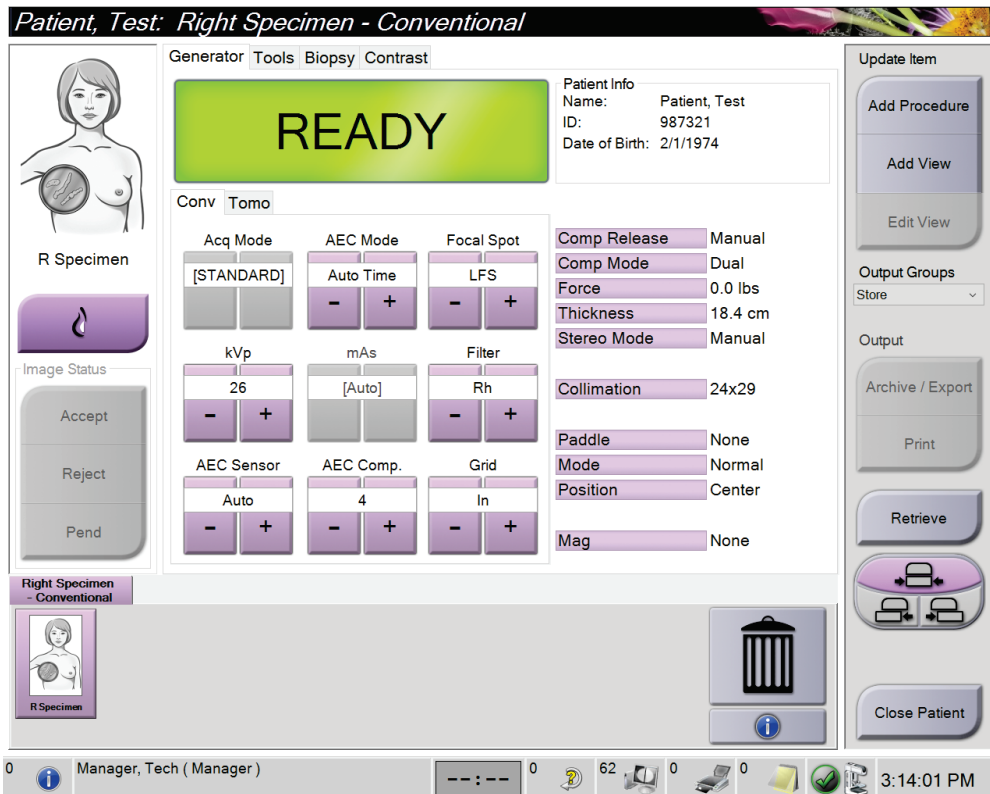 Patient, Test: Right Specimen - Conventional
Generator Tools Biopsy Contrast
READY
Patient Info
Name: Patient, Test
ID: 987321
Date of Birth: 2/1/1974
R Specimen
Image Status
Accept
Reject
Pend
Conv Tomo
Acq Mode AEC Mode Focal Spot
[STANDARD] Auto Time LFS
- + - +
kVp mAs Filter
26 [Auto] Rh
- + - +
AEC Sensor AEC Comp. Grid
Auto 4 In
- + - + - +
Comp Release Manual
Comp Mode Dual
Force 0.0 lbs
Thickness 18.4 cm
Stereo Mode Manual
Collimation 24x29
Paddle None
Mode Normal
Position Center
Mag None
Update Item
Add Procedure
Add View
Edit View
Output Groups
Store
Output
Archive / Export
Print
Retrieve
Close Patient
Right Specimen
- Conventional
R Specimen
0 Manager, Tech ( Manager ) --:-- 0 62 0 0 3:14:01 PM